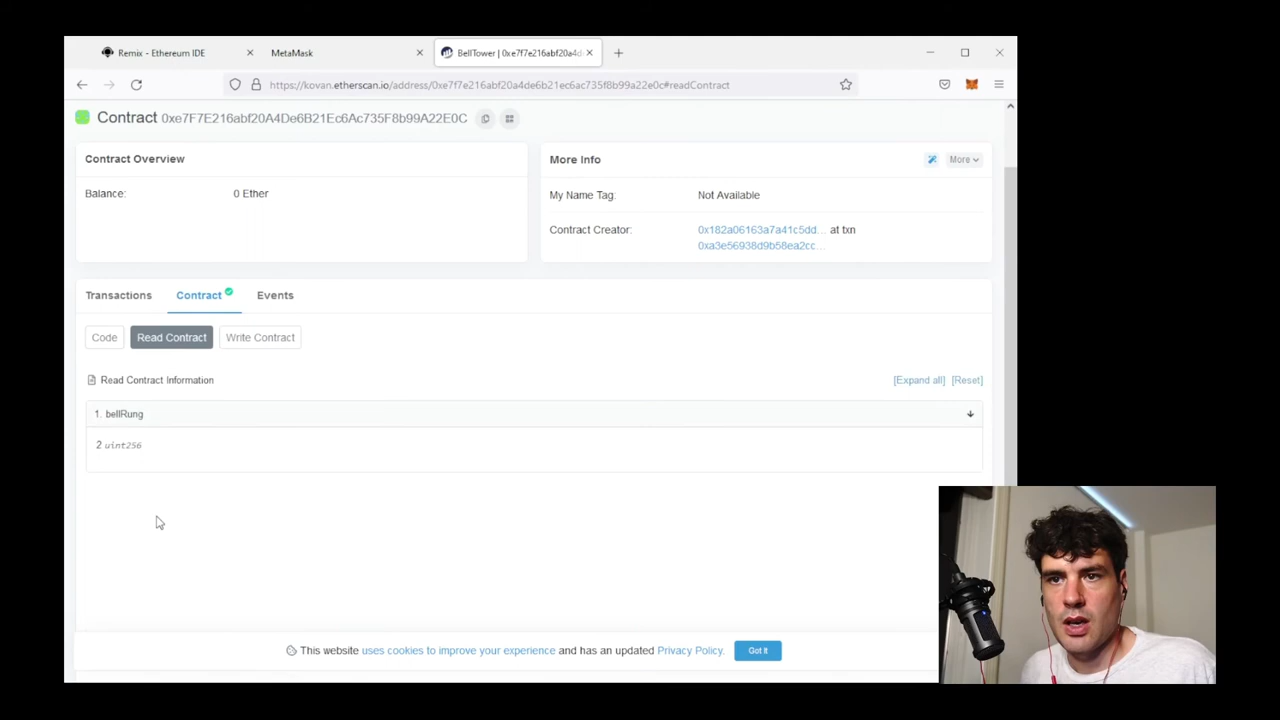 Remix - Ethereum IDE
MetaMask
BellTower | 0xe7f7e216abf20a4d
https://kovan.etherscan.io/address/0xe7f7e216abf20a4de6b21ec6ac735f8b99a22e0c#readContract
Contract 0xe7F7E216abf20A4De6B21Ec6Ac735F8b99A22E0C
Contract Overview
Balance: 0 Ether
More Info
More
My Name Tag: Not Available
Contract Creator: 0x182a06163a7a41c5dd... at txn
0xa3e56938d9b58ea2cc...
Transactions
Contract
Events
Code
Read Contract
Write Contract
Read Contract Information
[Expand all] [Reset]
1. bellRung
2 uint256
This website uses cookies to improve your experience and has an updated Privacy Policy.
Got It